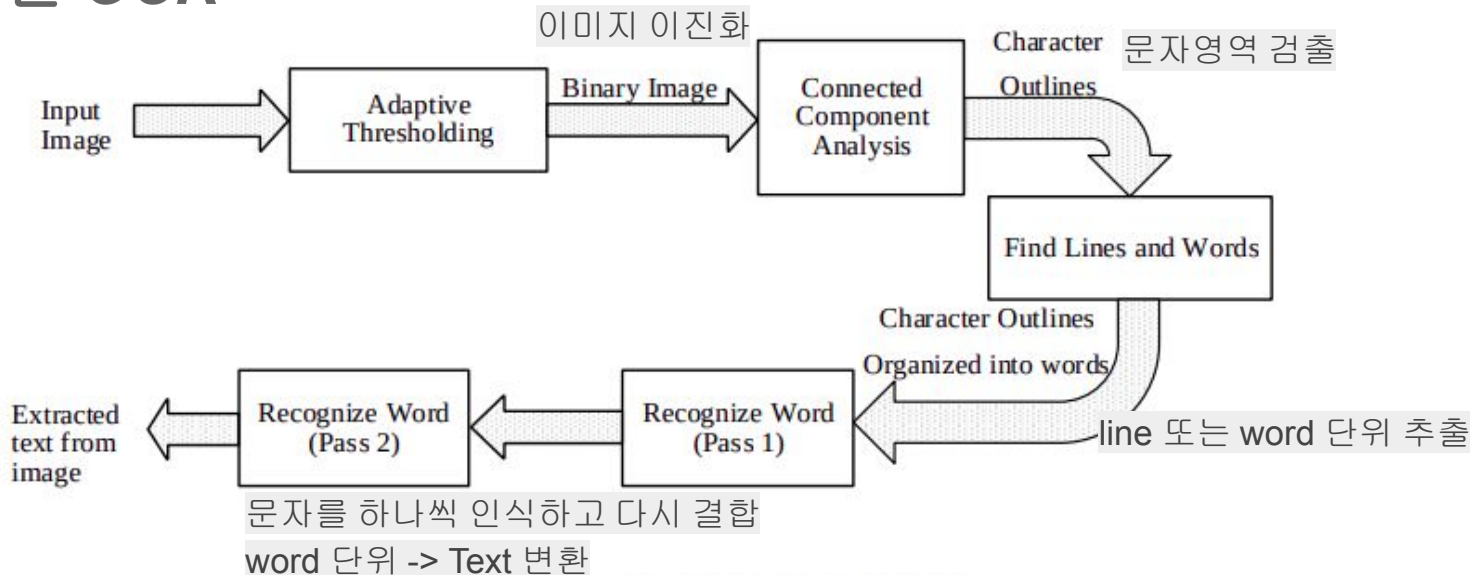 이미지 이진화
Input
Image
Adaptive
Thresholding
Binary Image
Connected
Component
Analysis
Character
Outlines
문자영역 검출
Find Lines and Words
Character Outlines
Organized into words
line 또는 word 단위 추출
Recognize Word
(Pass 1)
Recognize Word
(Pass 2)
Extracted
text from
image
문자를 하나씩 인식하고 다시 결합
word 단위 -> Text 변환